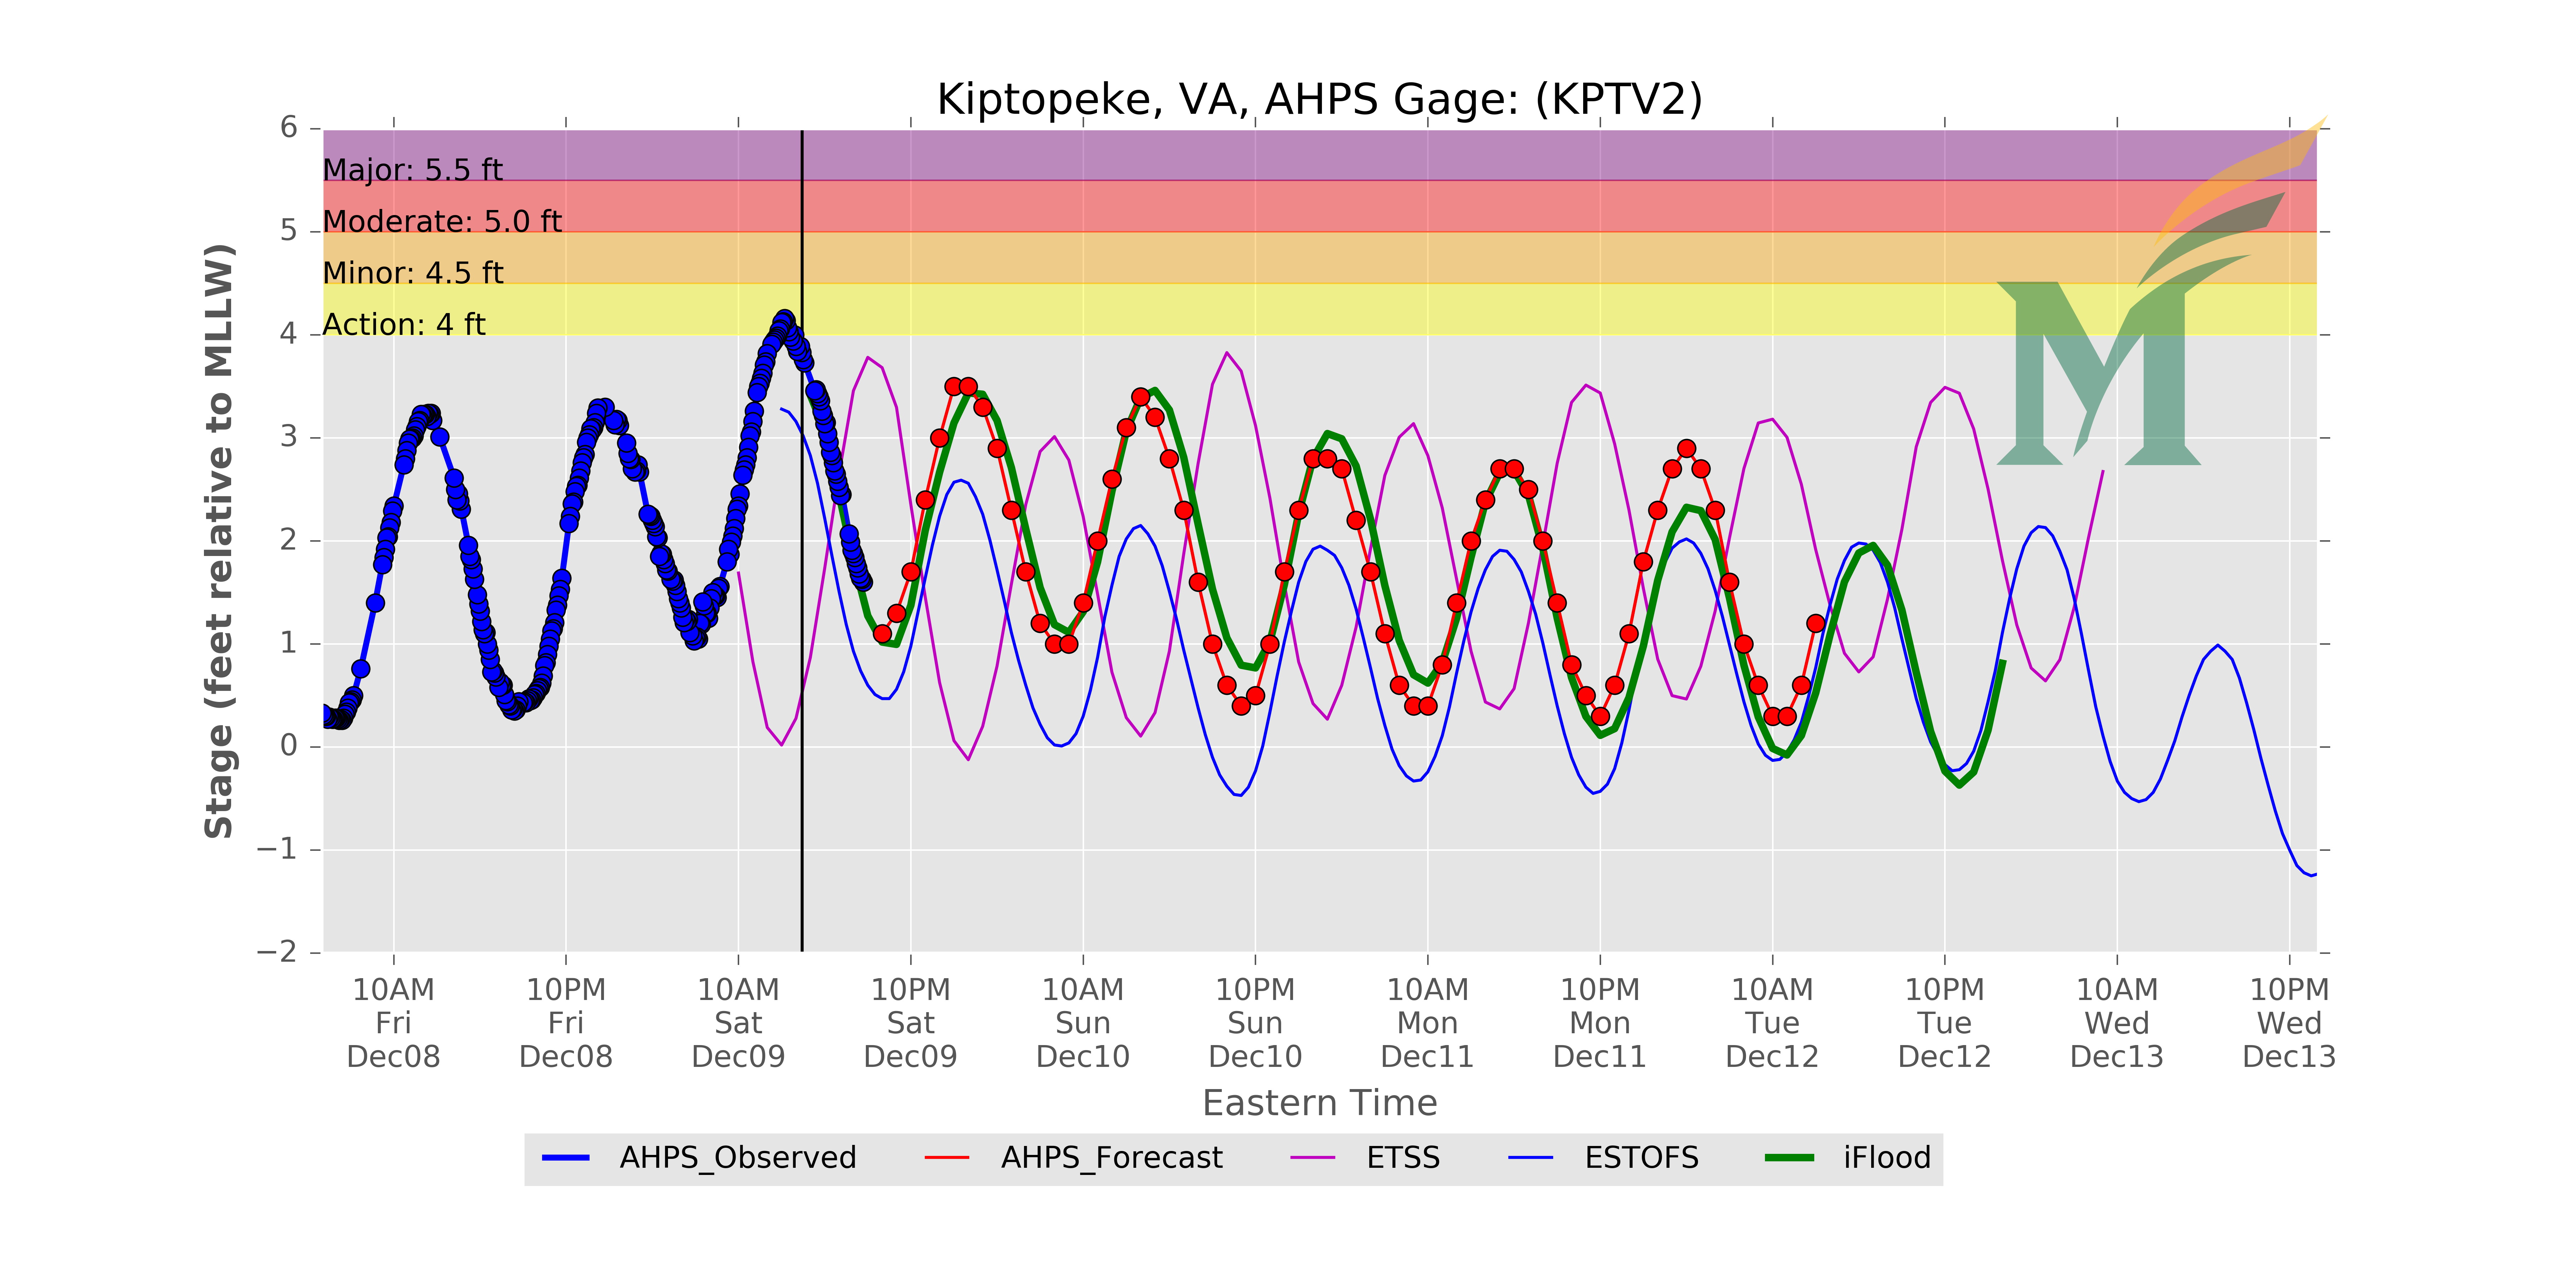 Kiptopeke, VA, AHPS Gage: (KPTV2)
6
5
4
3
2
1
0
−1
−2
Stage (feet relative to MLLW)
Major: 5.5 ft
Moderate: 5.0 ft
Minor: 4.5 ft
Action: 4 ft
M
10AM 10PM 10AM 10PM 10AM 10PM 10AM 10PM 10AM 10PM 10AM 10PM
Fri Fri Sat Sat Sun Sun Mon Mon Tue Tue Wed Wed
Dec08 Dec08 Dec09 Dec09 Dec10 Dec10 Dec11 Dec11 Dec12 Dec12 Dec13 Dec13
Eastern Time
AHPS_Observed AHPS_Forecast ETSS ESTOFS iFlood